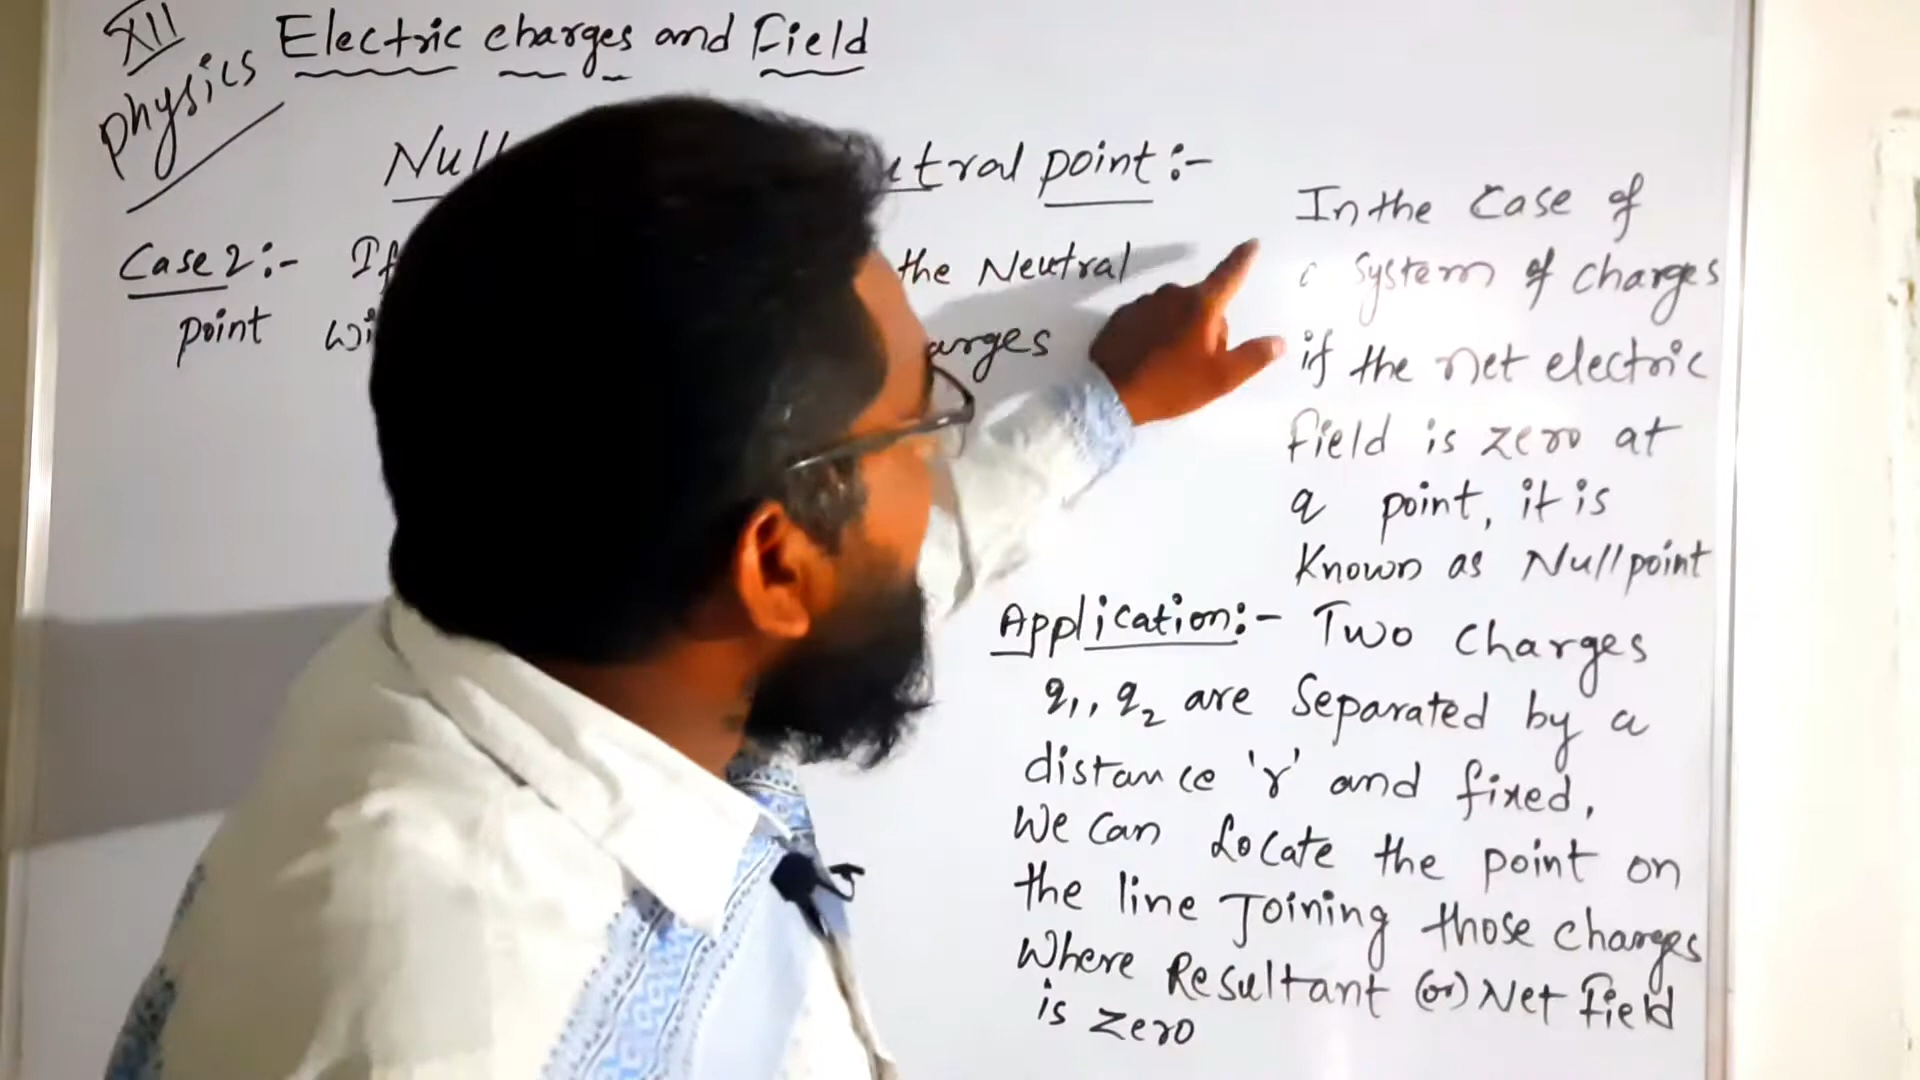 XII
Physics
Electric charges and Field
Null utral point :-
Case 2:- If the Neutral
point wi arges
In the case of
a System of charges
if the net electric
field is zero at
a point, it is
Known as Nullpoint
Application:- Two charges
q₁, q₂ are Separated by a
distance 'r' and fixed,
We can Locate the point on
the line Joining those charges
Where Resultant (or) Net field
is zero